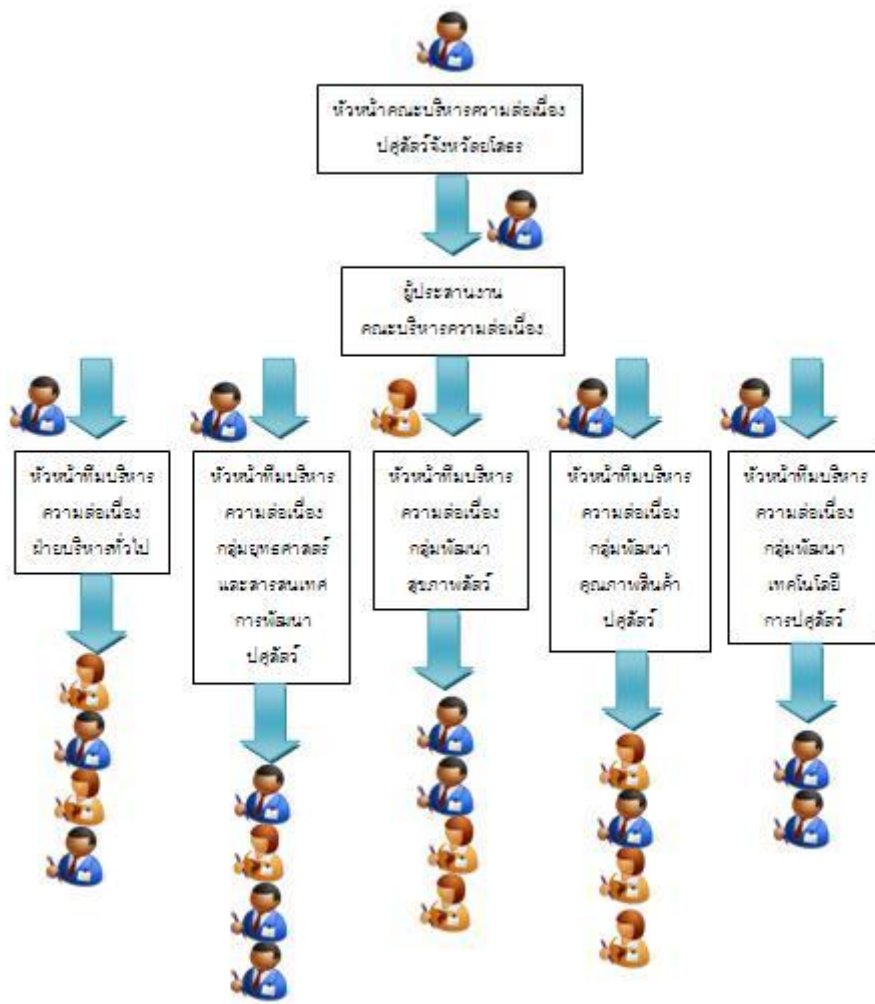 หัวหน้าคณะบริหารความต่อเนื่อง
ปศุสัตว์จังหวัดยโสธร
ผู้ประสานงาน
คณะบริหารความต่อเนื่อง
หัวหน้าทีมบริหาร
ความต่อเนื่อง
ฝ่ายบริหารทั่วไป
หัวหน้าทีมบริหาร
ความต่อเนื่อง
กลุ่มยุทธศาสตร์
และสารสนเทศ
การพัฒนา
ปศุสัตว์
หัวหน้าทีมบริหาร
ความต่อเนื่อง
กลุ่มพัฒนา
สุขภาพสัตว์
หัวหน้าทีมบริหาร
ความต่อเนื่อง
กลุ่มพัฒนา
คุณภาพสินค้า
ปศุสัตว์
หัวหน้าทีมบริหาร
ความต่อเนื่อง
กลุ่มพัฒนา
เทคโนโลยี
การปศุสัตว์